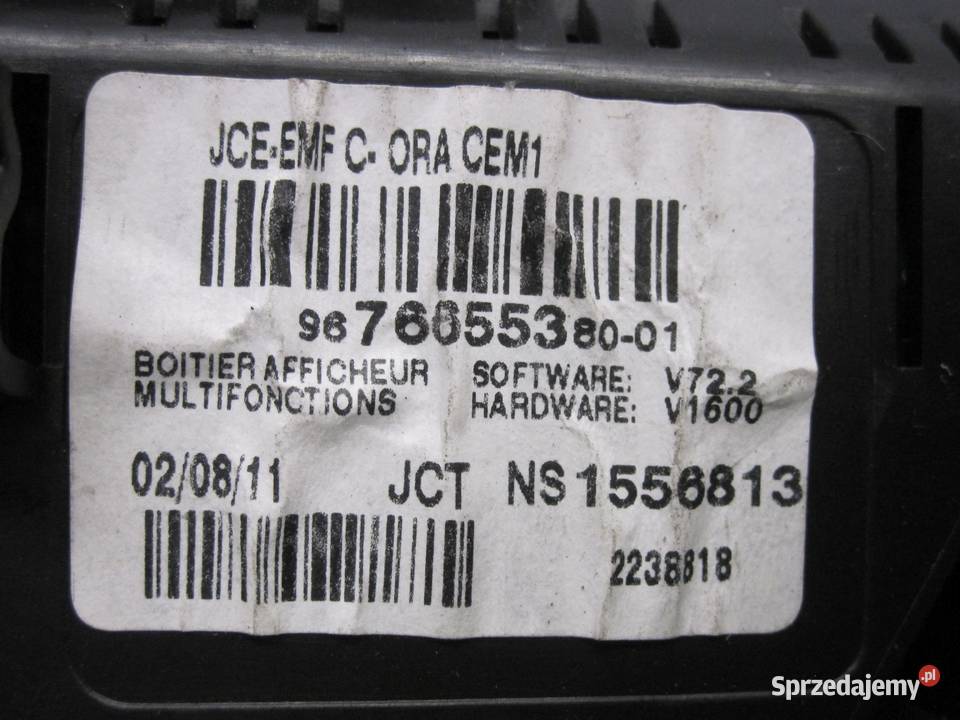 JCE-EMF C- ORA CEM1
9676655380-01
BOITIER AFFICHEUR SOFTWARE: V72.2
MULTIFONCTIONS HARDWARE: V1600
02/08/11 JCT NS1556813
2238818
Sprzedajemy.pl